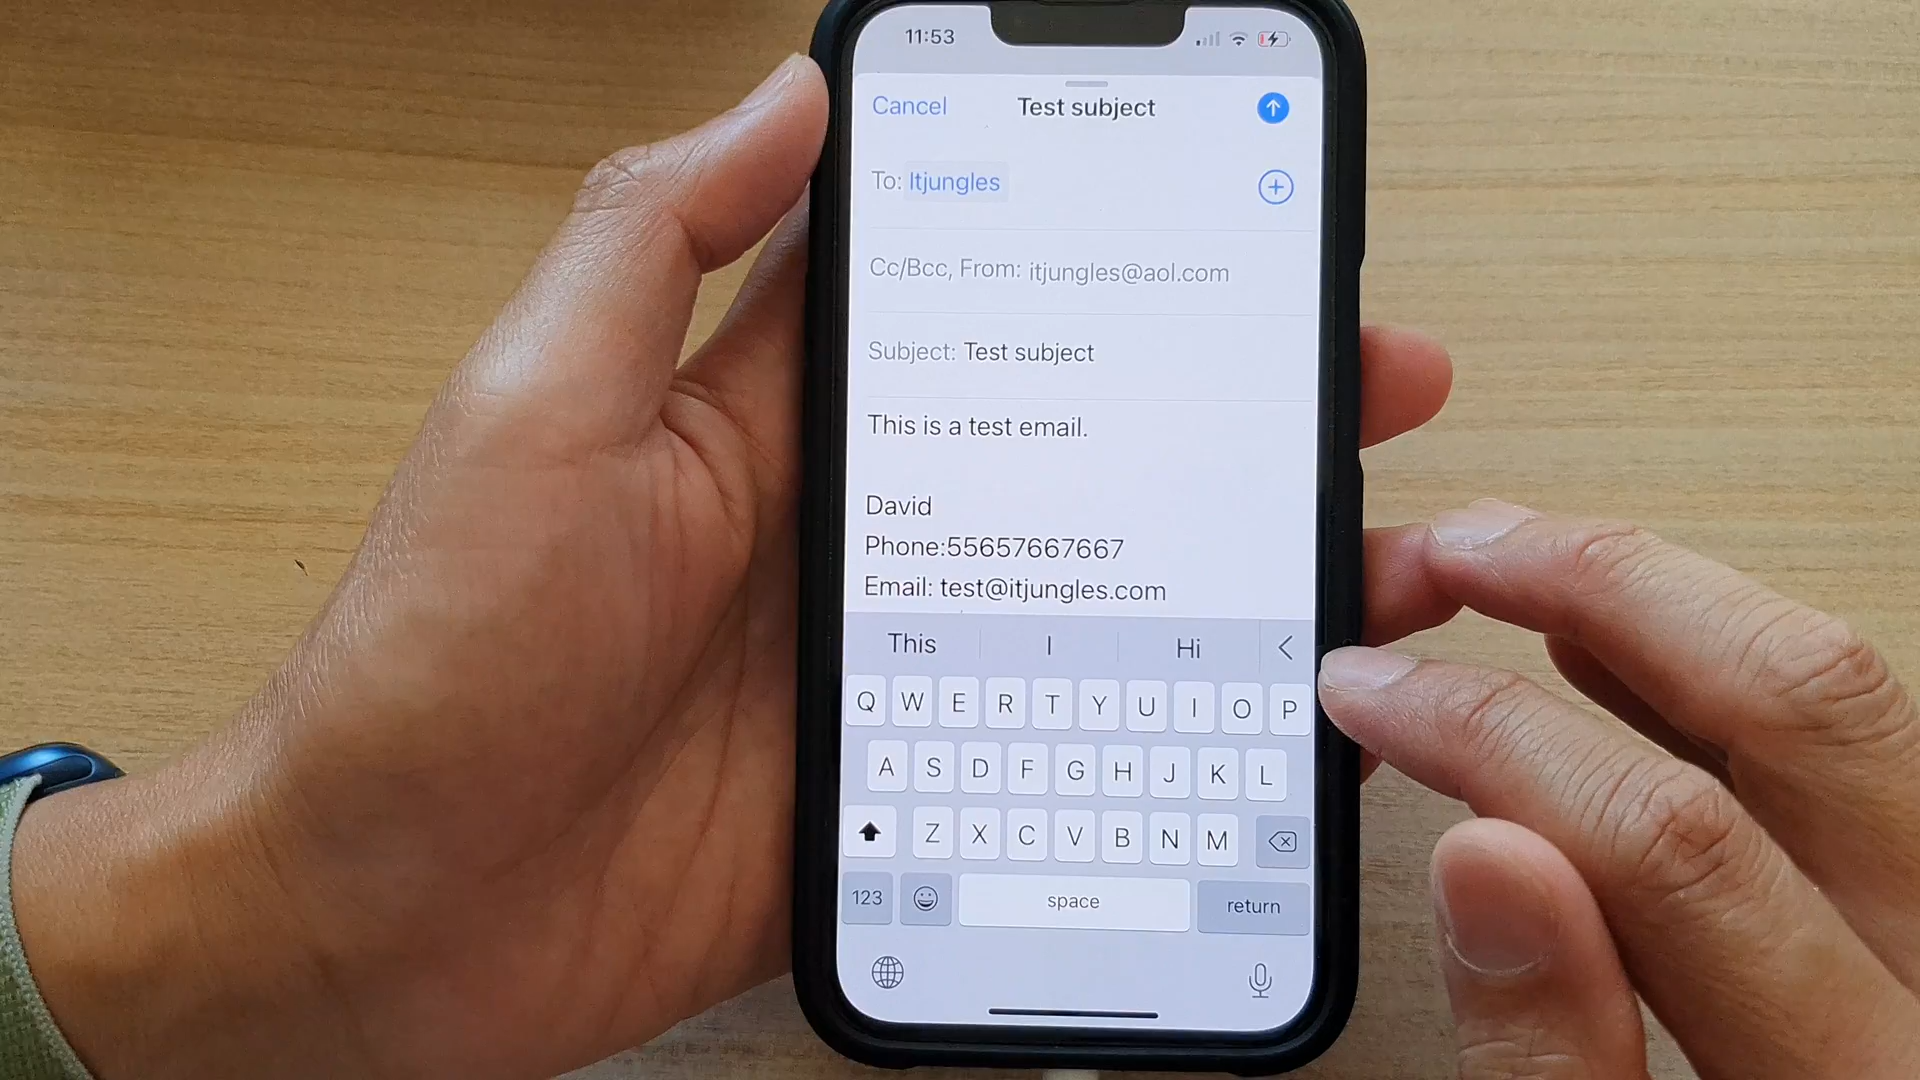 11:53
Cancel Test subject
To: Itjungles
Cc/Bcc, From: itjungles@aol.com
Subject: Test subject
This is a test email.
David
Phone:55657667667
Email: test@itjungles.com
This I Hi
Q W E R T Y U I O P
A S D F G H J K L
Z X C V B N M
123 space return